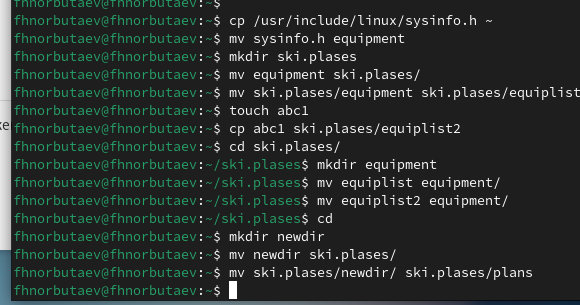 fhnorbutaev@fhnorbutaev:~$
fhnorbutaev@fhnorbutaev:~$ cp /usr/include/linux/sysinfo.h ~
fhnorbutaev@fhnorbutaev:~$ mv sysinfo.h equipment
fhnorbutaev@fhnorbutaev:~$ mkdir ski.plases
fhnorbutaev@fhnorbutaev:~$ mv equipment ski.plases/
fhnorbutaev@fhnorbutaev:~$ mv ski.plases/equipment ski.plases/equiplist
fhnorbutaev@fhnorbutaev:~$ touch abc1
fhnorbutaev@fhnorbutaev:~$ cp abc1 ski.plases/equiplist2
fhnorbutaev@fhnorbutaev:~$ cd ski.plases/
fhnorbutaev@fhnorbutaev:~/ski.plases$ mkdir equipment
fhnorbutaev@fhnorbutaev:~/ski.plases$ mv equiplist equipment/
fhnorbutaev@fhnorbutaev:~/ski.plases$ mv equiplist2 equipment/
fhnorbutaev@fhnorbutaev:~/ski.plases$ cd
fhnorbutaev@fhnorbutaev:~$ mkdir newdir
fhnorbutaev@fhnorbutaev:~$ mv newdir ski.plases/
fhnorbutaev@fhnorbutaev:~$ mv ski.plases/newdir/ ski.plases/plans
fhnorbutaev@fhnorbutaev:~$